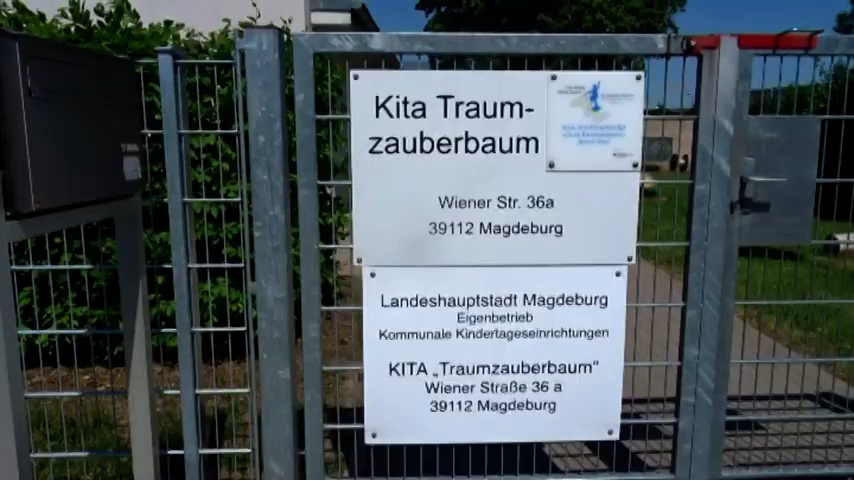 Kita Traum-
zauberbaum
Wiener Str. 36a
39112 Magdeburg
Landeshauptstadt Magdeburg
Eigenbetrieb
Kommunale Kindertageseinrichtungen
KITA „Traumzauberbaum“
Wiener Straße 36 a
39112 Magdeburg